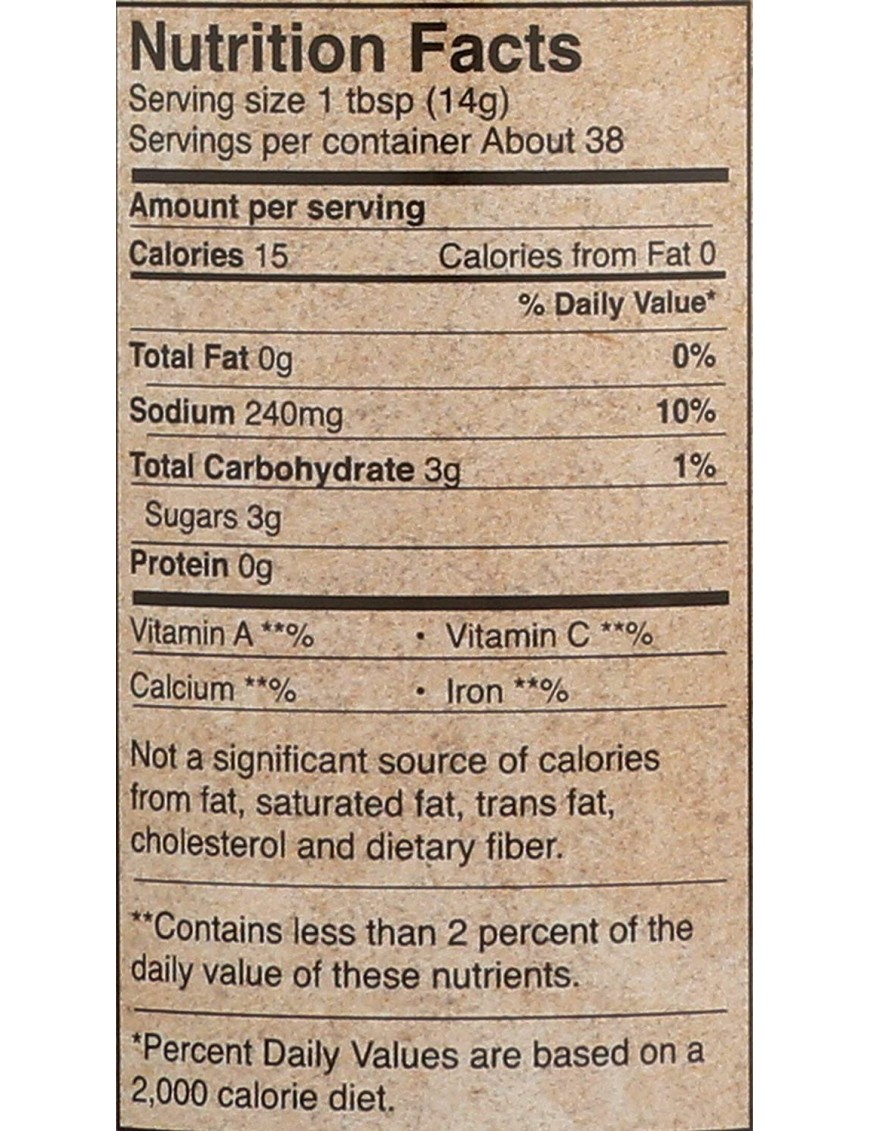 Nutrition Facts
Serving size 1 tbsp (14g)
Servings per container About 38
Amount per serving
Calories 15 Calories from Fat 0
% Daily Value*
Total Fat 0g 0%
Sodium 240mg 10%
Total Carbohydrate 3g 1%
Sugars 3g
Protein 0g
Vitamin A **% • Vitamin C **%
Calcium **% • Iron **%
Not a significant source of calories
from fat, saturated fat, trans fat,
cholesterol and dietary fiber.
**Contains less than 2 percent of the
daily value of these nutrients.
*Percent Daily Values are based on a
2,000 calorie diet.